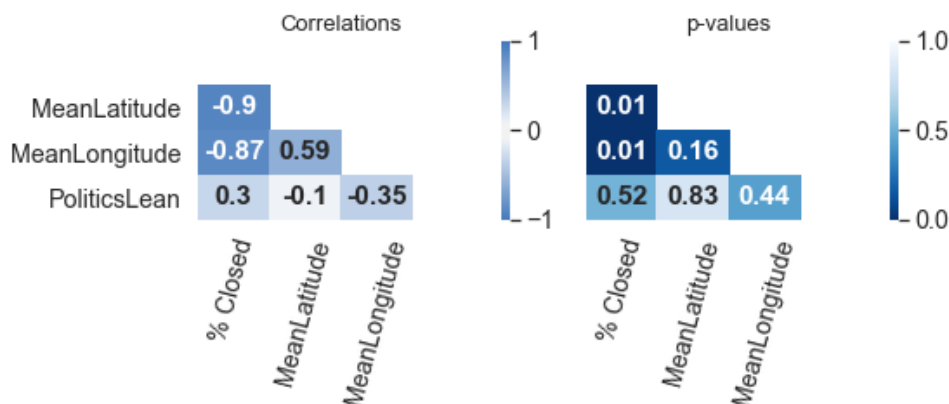 Correlations
MeanLatitude -0.9
MeanLongitude -0.87 0.59
PoliticsLean 0.3 -0.1 -0.35
% Closed MeanLatitude MeanLongitude
1
0
−1
p-values
0.01
0.01 0.16
0.52 0.83 0.44
% Closed MeanLatitude MeanLongitude
1.0
0.5
0.0